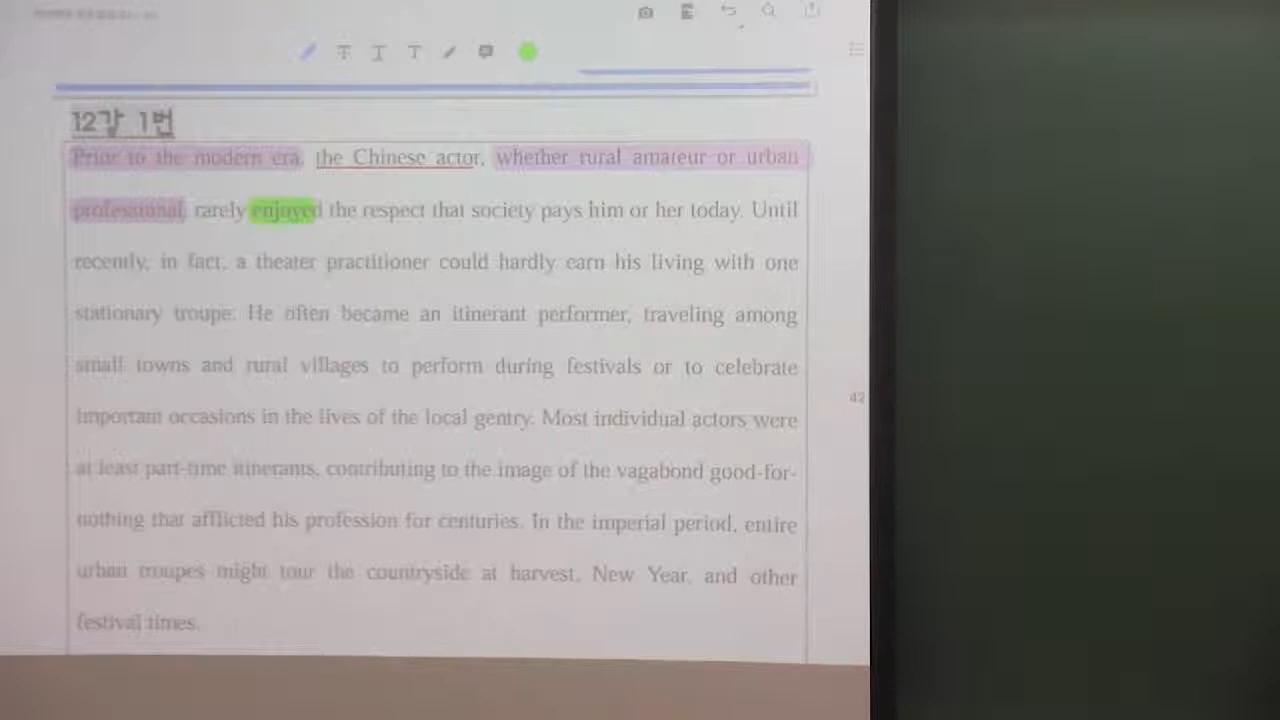 12강 1번
Prior to the modern era, the Chinese actor, whether rural amateur or urban
professional, rarely enjoyed the respect that society pays him or her today. Until
recently, in fact, a theater practitioner could hardly earn his living with one
stationary troupe. He often became an itinerant performer, traveling among
small towns and rural villages to perform during festivals or to celebrate
important occasions in the lives of the local gentry. Most individual actors were
at least part-time itinerants, contributing to the image of the vagabond good-for-
nothing that afflicted his profession for centuries. In the imperial period, entire
urban troupes might tour the countryside at harvest, New Year, and other
festival times.
42